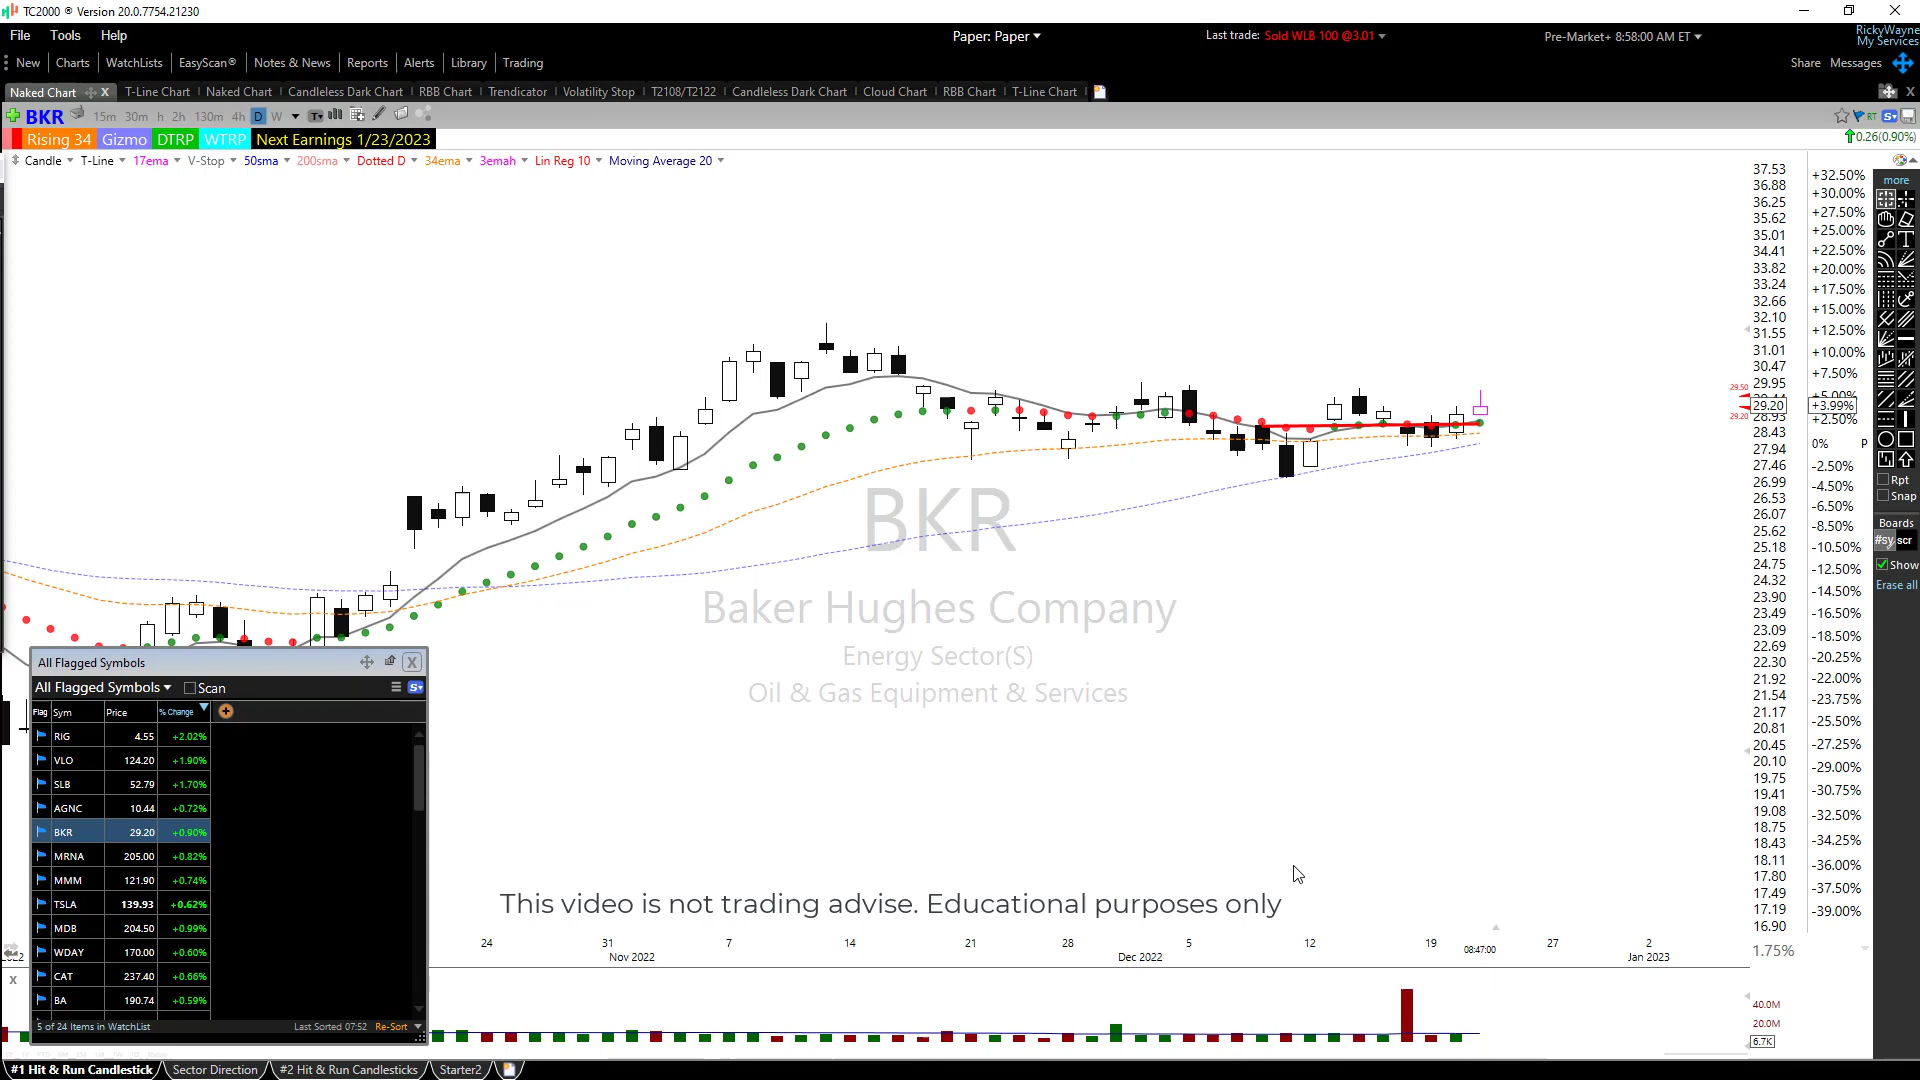 TC2000 ® Version 20.0.7754.21230
File Tools Help
Paper: Paper
Last trade: Sold WLB 100 @3.01
Pre-Market+ 8:58:00 AM ET
RickyWayne
My Services
New Charts WatchLists EasyScan® Notes & News Reports Alerts Library Trading
Share Messages
Naked Chart X T-Line Chart Naked Chart Candleless Dark Chart RBB Chart Trendicator Volatility Stop T2108/T2122 Candleless Dark Chart Cloud Chart RBB Chart T-Line Chart
BKR 15m 30m h 2h 130m 4h D W
RT
Rising 34 Gizmo DTRP WTRP Next Earnings 1/23/2023
0.26(0.90%)
Candle T-Line 17ema V-Stop 50sma 200sma Dotted D 34ema 3emah Lin Reg 10 Moving Average 20
37.53
36.88
36.25
35.62
35.01
34.41
33.82
33.24
32.66
32.10
31.55
31.01
30.47
29.95
29.20
28.93
28.43
27.94
27.46
26.99
26.53
26.07
25.62
25.18
24.75
24.32
23.90
23.49
23.09
22.69
22.30
21.92
21.54
21.17
20.81
20.45
20.10
19.75
19.41
19.08
18.75
18.43
18.11
17.80
17.49
17.19
16.90
29.50
29.20
+32.50%
+30.00%
+27.50%
+25.00%
+22.50%
+20.00%
+17.50%
+15.00%
+12.50%
+10.00%
+7.50%
+5.00%
+3.99%
+2.50%
0% P
-2.50%
-4.50%
-6.50%
-8.50%
-10.50%
-12.50%
-14.50%
-16.50%
-18.50%
-20.25%
-22.00%
-23.75%
-25.50%
-27.25%
-29.00%
-30.75%
-32.50%
-34.25%
-36.00%
-37.50%
-39.00%
1.75%
more
Rpt
Snap
Boards
#sy scr
Show
Erase all
BKR
Baker Hughes Company
Energy Sector(S)
Oil & Gas Equipment & Services
All Flagged Symbols
All Flagged Symbols Scan
Flag Sym Price % Change
RIG 4.55 +2.02%
VLO 124.20 +1.90%
SLB 52.79 +1.70%
AGNC 10.44 +0.72%
BKR 29.20 +0.90%
MRNA 205.00 +0.82%
MMM 121.90 +0.74%
TSLA 139.93 +0.62%
MDB 204.50 +0.99%
WDAY 170.00 +0.60%
CAT 237.40 +0.66%
BA 190.74 +0.59%
5 of 24 Items in WatchList Last Sorted 07:52 Re-Sort
This video is not trading advise. Educational purposes only
24 31 7 14 21 28 5 12 19 08:47:00 27 2
Nov 2022 Dec 2022 Jan 2023
40.0M
20.0M
6.7K
#1 Hit & Run Candlestick Sector Direction #2 Hit & Run Candlesticks Starter2